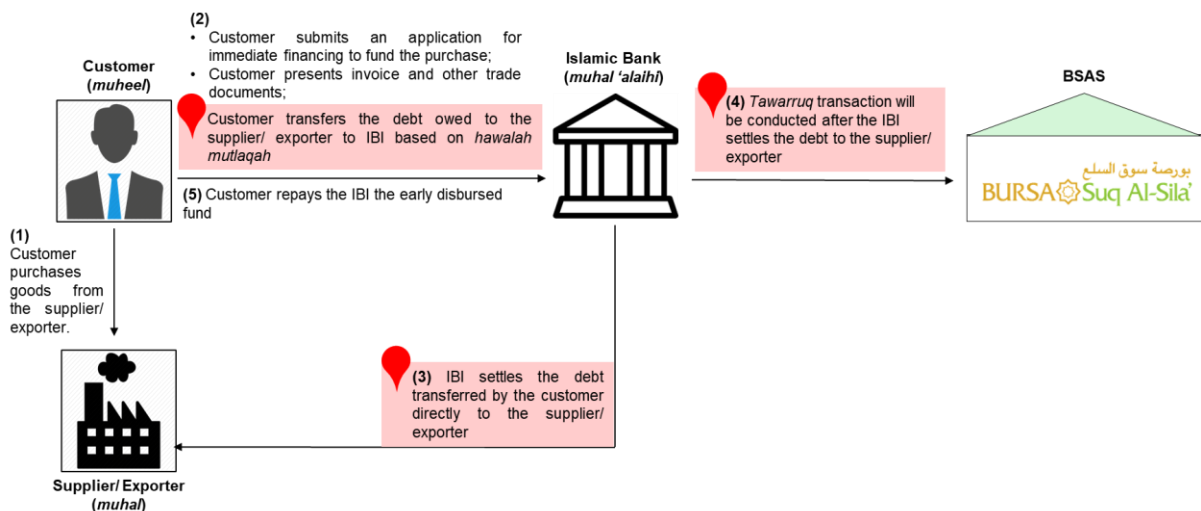 (2)
• Customer submits an application for
immediate financing to fund the purchase;
• Customer presents invoice and other trade
documents;
Customer transfers the debt owed to the
supplier/ exporter to IBI based on hawalah
mutlaqah
(5) Customer repays the IBI the early disbursed
fund
Customer
(muheel)
Islamic Bank
(muhal ‘alaihi)
(4) Tawarruq transaction will
be conducted after the IBI
settles the debt to the supplier/
exporter
BSAS
بورصة سوق السلع
BURSA Suq Al-Sila'
(1)
Customer
purchases
goods from
the supplier/
exporter.
(3) IBI settles the debt
transferred by the customer
directly to the supplier/
exporter
Supplier/ Exporter
(muhal)